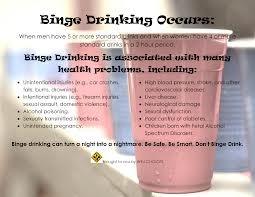 Binge Drinking Occurs:
When men have 5 or more standard drinks and when women have 4 or more
standard drinks in a 2 hour period.
Binge Drinking is associated with many
health problems, including:
Unintentional injuries (e.g., car crashes,
falls, burns, drowning).
Intentional injuries (e.g., firearm injuries,
sexual assault, domestic violence).
Alcohol poisoning.
Sexually transmitted infections.
Unintended pregnancy.
High blood pressure, stroke, and other
cardiovascular diseases.
Liver disease.
Neurological damage.
Sexual dysfunction.
Poor control of diabetes.
Children born with Fetal Alcohol
Spectrum Disorders.
Binge drinking can turn a night into a nightmare. Be Safe. Be Smart. Don't Binge Drink.
Brought to you by